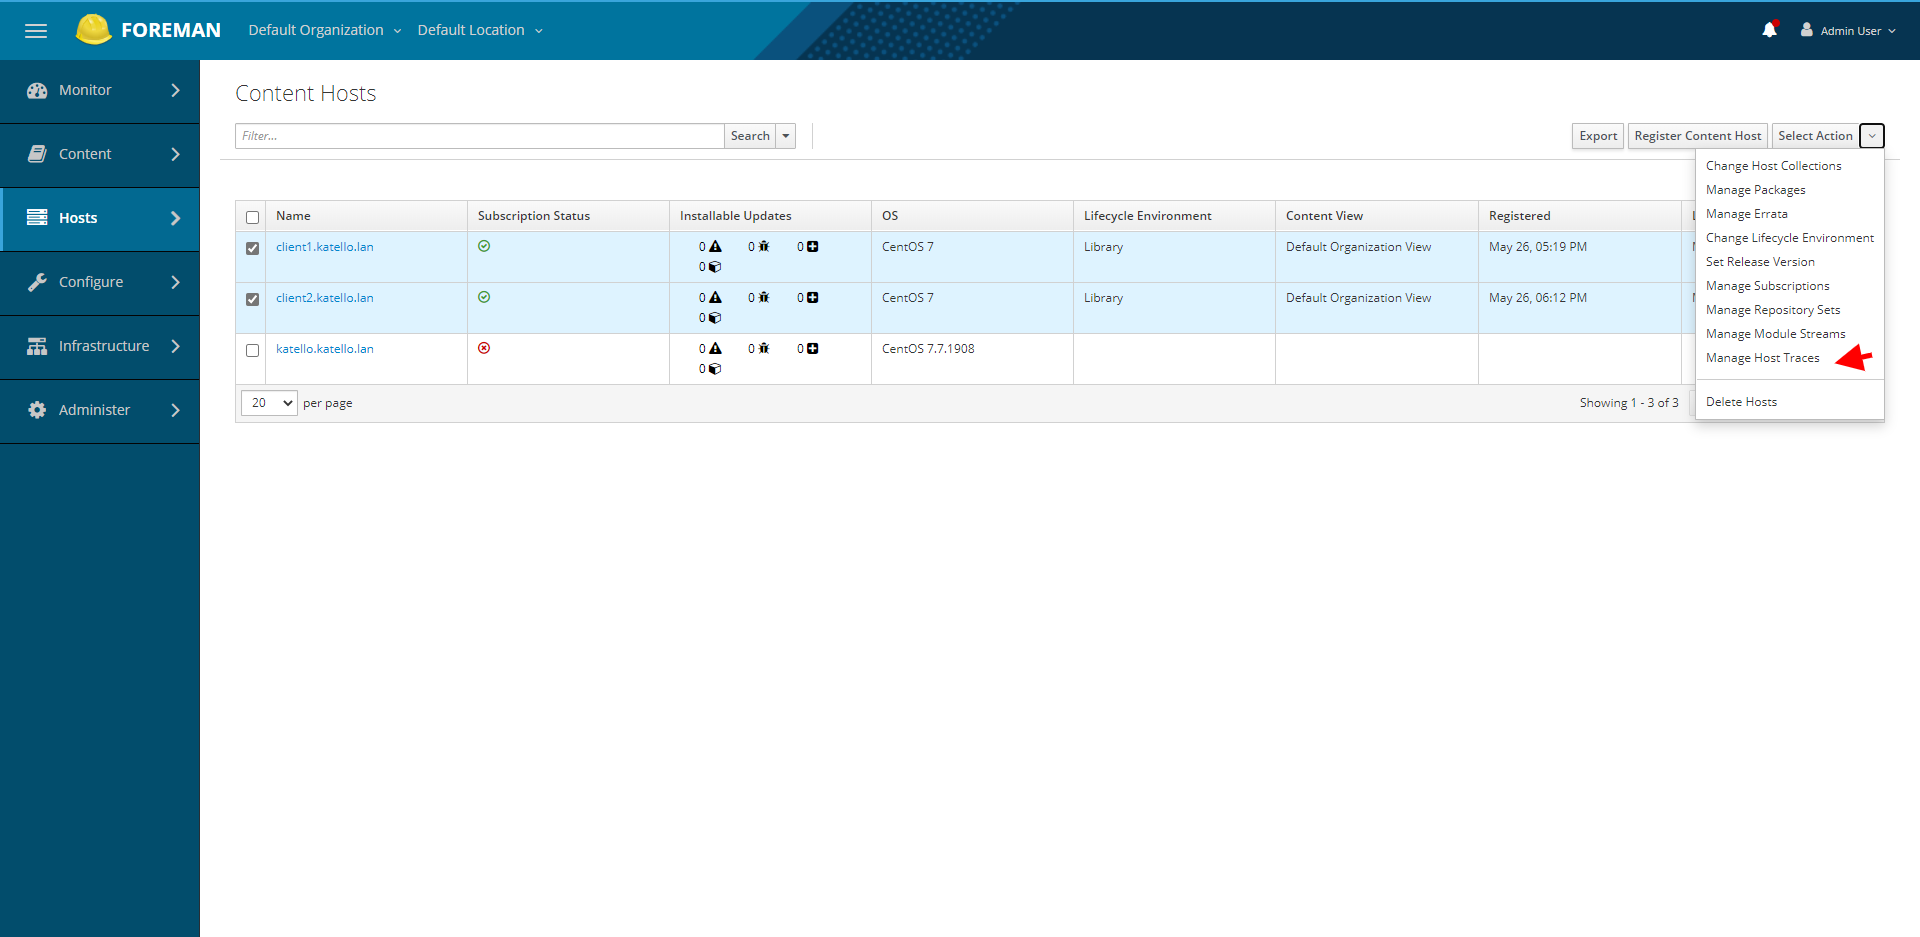 FOREMAN Default Organization Default Location Admin User
Monitor
Content
Hosts
Configure
Infrastructure
Administer
Content Hosts
Filter... Search Export Register Content Host Select Action
Change Host Collections
Manage Packages
Manage Errata
Change Lifecycle Environment
Set Release Version
Manage Subscriptions
Manage Repository Sets
Manage Module Streams
Manage Host Traces
Delete Hosts
Name Subscription Status Installable Updates OS Lifecycle Environment Content View Registered
client1.katello.lan 0 0 0 CentOS 7 Library Default Organization View May 26, 05:19 PM
0
client2.katello.lan 0 0 0 CentOS 7 Library Default Organization View May 26, 06:12 PM
0
katello.katello.lan 0 0 0 CentOS 7.7.1908
0
20 per page Showing 1 - 3 of 3